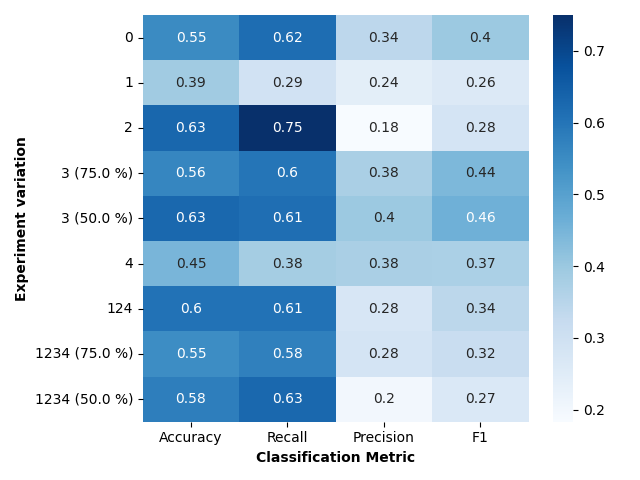 0 0.55 0.62 0.34 0.4
1 0.39 0.29 0.24 0.26
2 0.63 0.75 0.18 0.28
3 (75.0 %) 0.56 0.6 0.38 0.44
3 (50.0 %) 0.63 0.61 0.4 0.46
4 0.45 0.38 0.38 0.37
124 0.6 0.61 0.28 0.34
1234 (75.0 %) 0.55 0.58 0.28 0.32
1234 (50.0 %) 0.58 0.63 0.2 0.27
Accuracy Recall Precision F1
Classification Metric
Experiment variation
0.7
0.6
0.5
0.4
0.3
0.2